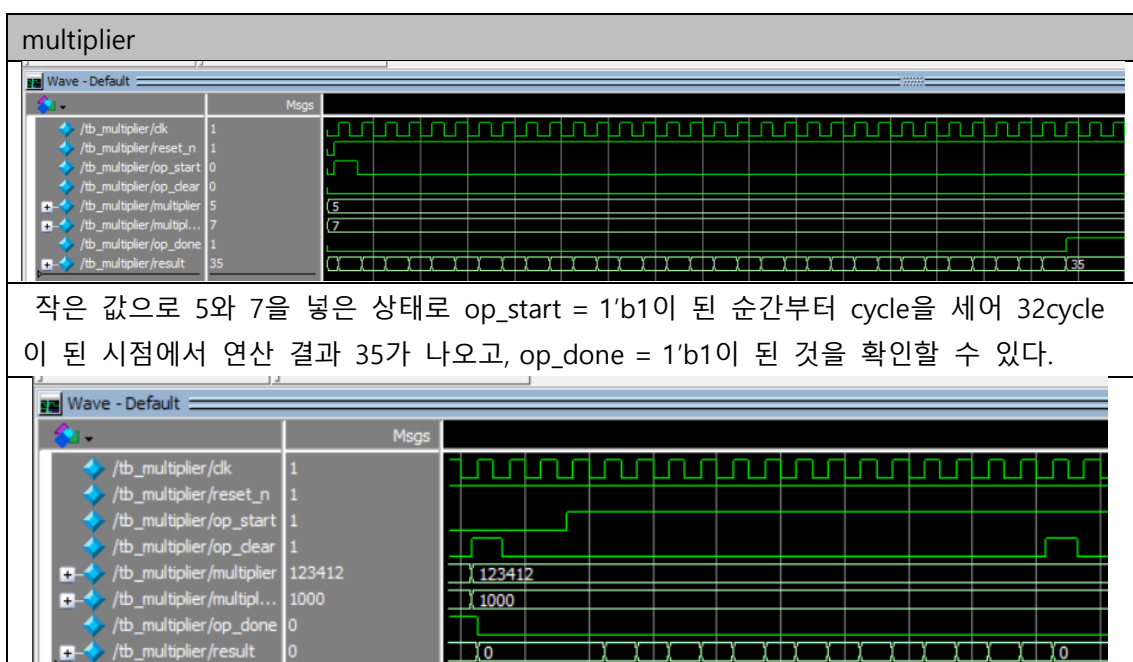 multiplier
Wave - Default
Msgs
/tb_multiplier/clk 1
/tb_multiplier/reset_n 1
/tb_multiplier/op_start 0
/tb_multiplier/op_clear 0
/tb_multiplier/multiplier 5 5
/tb_multiplier/multipl... 7 7
/tb_multiplier/op_done 1
/tb_multiplier/result 35 35
작은 값으로 5와 7을 넣은 상태로 op_start = 1'b1이 된 순간부터 cycle을 세어 32cycle
이 된 시점에서 연산 결과 35가 나오고, op_done = 1'b1이 된 것을 확인할 수 있다.
Wave - Default
Msgs
/tb_multiplier/clk 1
/tb_multiplier/reset_n 1
/tb_multiplier/op_start 1
/tb_multiplier/op_clear 1
/tb_multiplier/multiplier 123412 123412
/tb_multiplier/multipl... 1000 1000
/tb_multiplier/op_done 0
/tb_multiplier/result 0 0 0